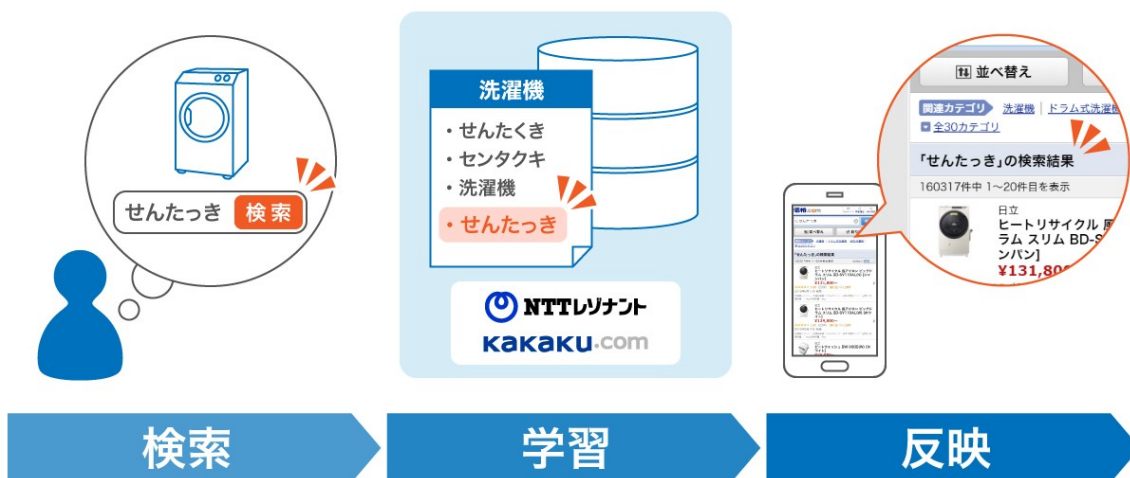 せんたっき 検索
洗濯機
・せんたくき
・センタクキ
・洗濯機
・せんたっき
NTTレゾナント
kakaku.com
並べ替え
関連カテゴリ 洗濯機 | ドラム式洗濯機
全30カテゴリ
「せんたっき」の検索結果
160317件中 1～20件目を表示
日立
ヒートリサイクル 風
ラム スリム BD-S
ンパン]
¥131,800
価格.com
検索
学習
反映